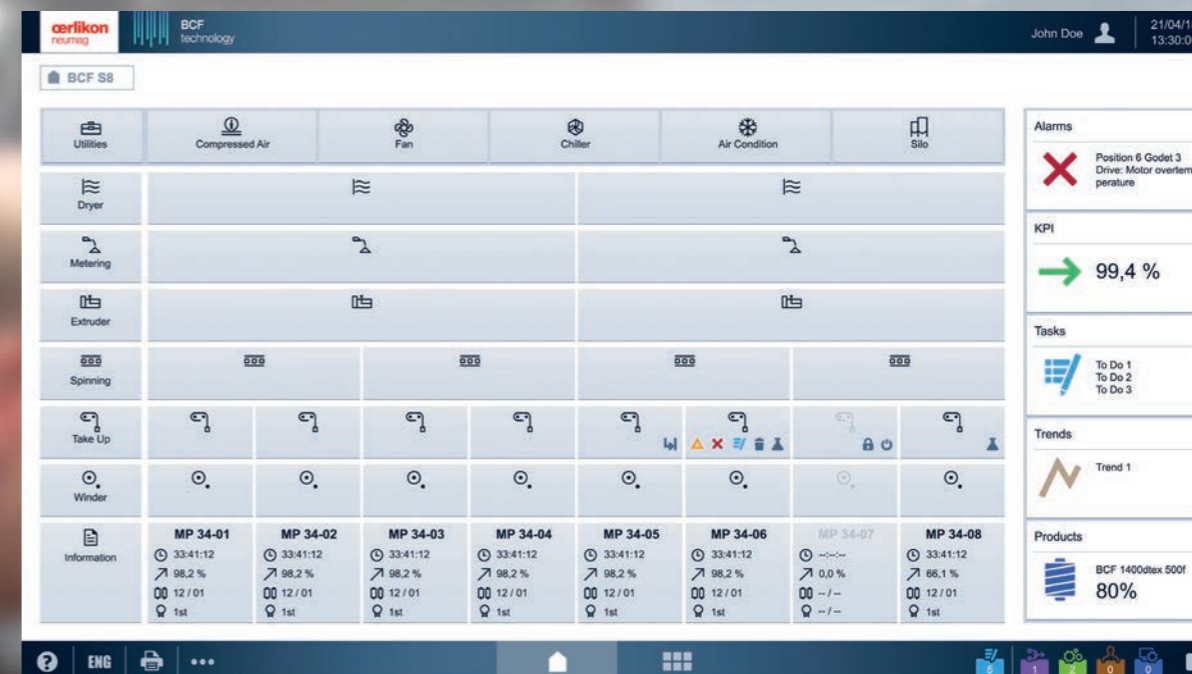 œrlikon
neumag
BCF
technology
John Doe
21/04/1
13:30:0
BCF S8
Utilities
Compressed Air
Fan
Chiller
Air Condition
Silo
Dryer
Metering
Extruder
Spinning
Take Up
Winder
Information
MP 34-01
33:41:12
98,2 %
12 / 01
1st
MP 34-02
33:41:12
98,2 %
12 / 01
1st
MP 34-03
33:41:12
98,2 %
12 / 01
1st
MP 34-04
33:41:12
98,2 %
12 / 01
1st
MP 34-05
33:41:12
98,2 %
12 / 01
1st
MP 34-06
33:41:12
98,2 %
12 / 01
1st
MP 34-07
--:--:--
0,0 %
-- / --
-- / --
MP 34-08
33:41:12
66,1 %
12 / 01
1st
Alarms
Position 6 Godet 3
Drive: Motor overtem
perature
KPI
99,4 %
Tasks
To Do 1
To Do 2
To Do 3
Trends
Trend 1
Products
BCF 1400dtex 500f
80%
?
ENG
•••
5
1
2
0
0